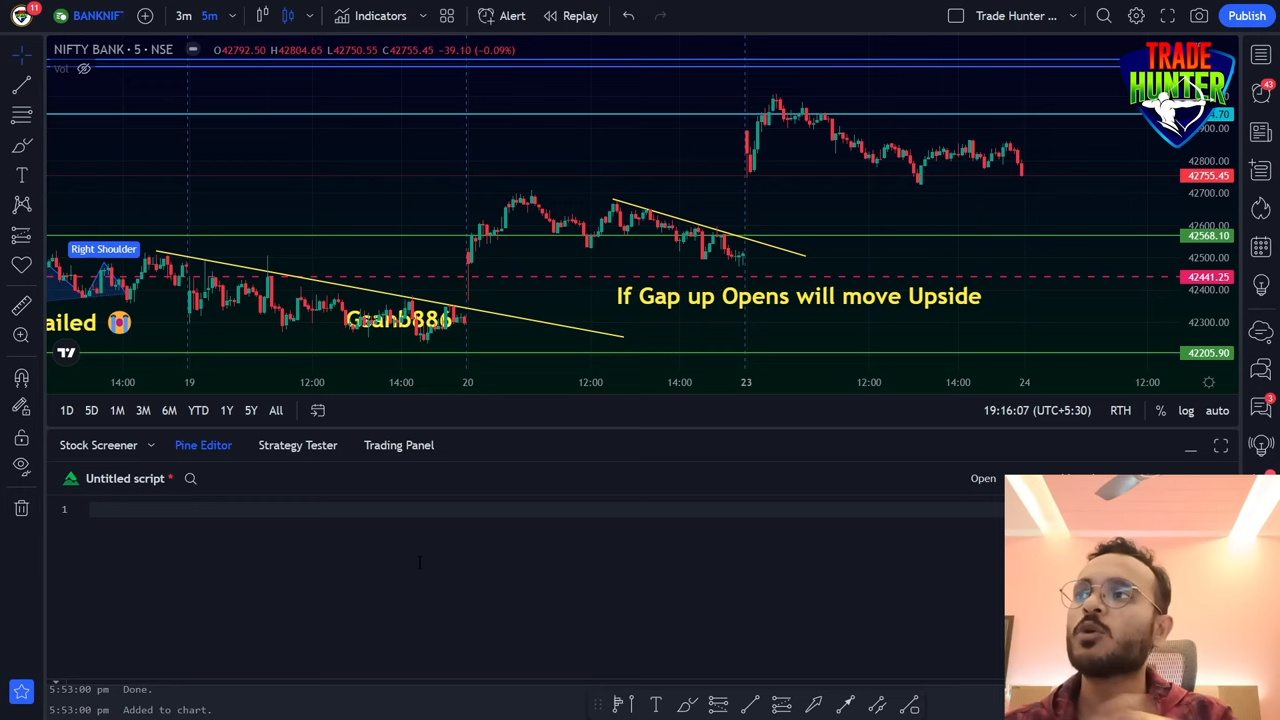 11
BANKNIF
3m
5m
Indicators
Alert
Replay
Trade Hunter ...
Publish
NIFTY BANK · 5 · NSE
O42792.50 H42804.65 L42750.55 C42755.45 −39.10 (−0.09%)
Vol
TRADE
HUNTER
43
42800.00
42755.45
42700.00
42568.10
42500.00
42441.25
42400.00
42300.00
42205.90
Right Shoulder
If Gap up Opens will move Upside
ailed 😭
Gsanb886
14:00 19 12:00 14:00 20 12:00 14:00 23 12:00 14:00 24 12:00
1D 5D 1M 3M 6M YTD 1Y 5Y All
19:16:07 (UTC+5:30) RTH % log auto
3
Stock Screener Pine Editor Strategy Tester Trading Panel
Untitled script *
Open
1
5:53:00 pm Done.
5:53:00 pm Added to chart.